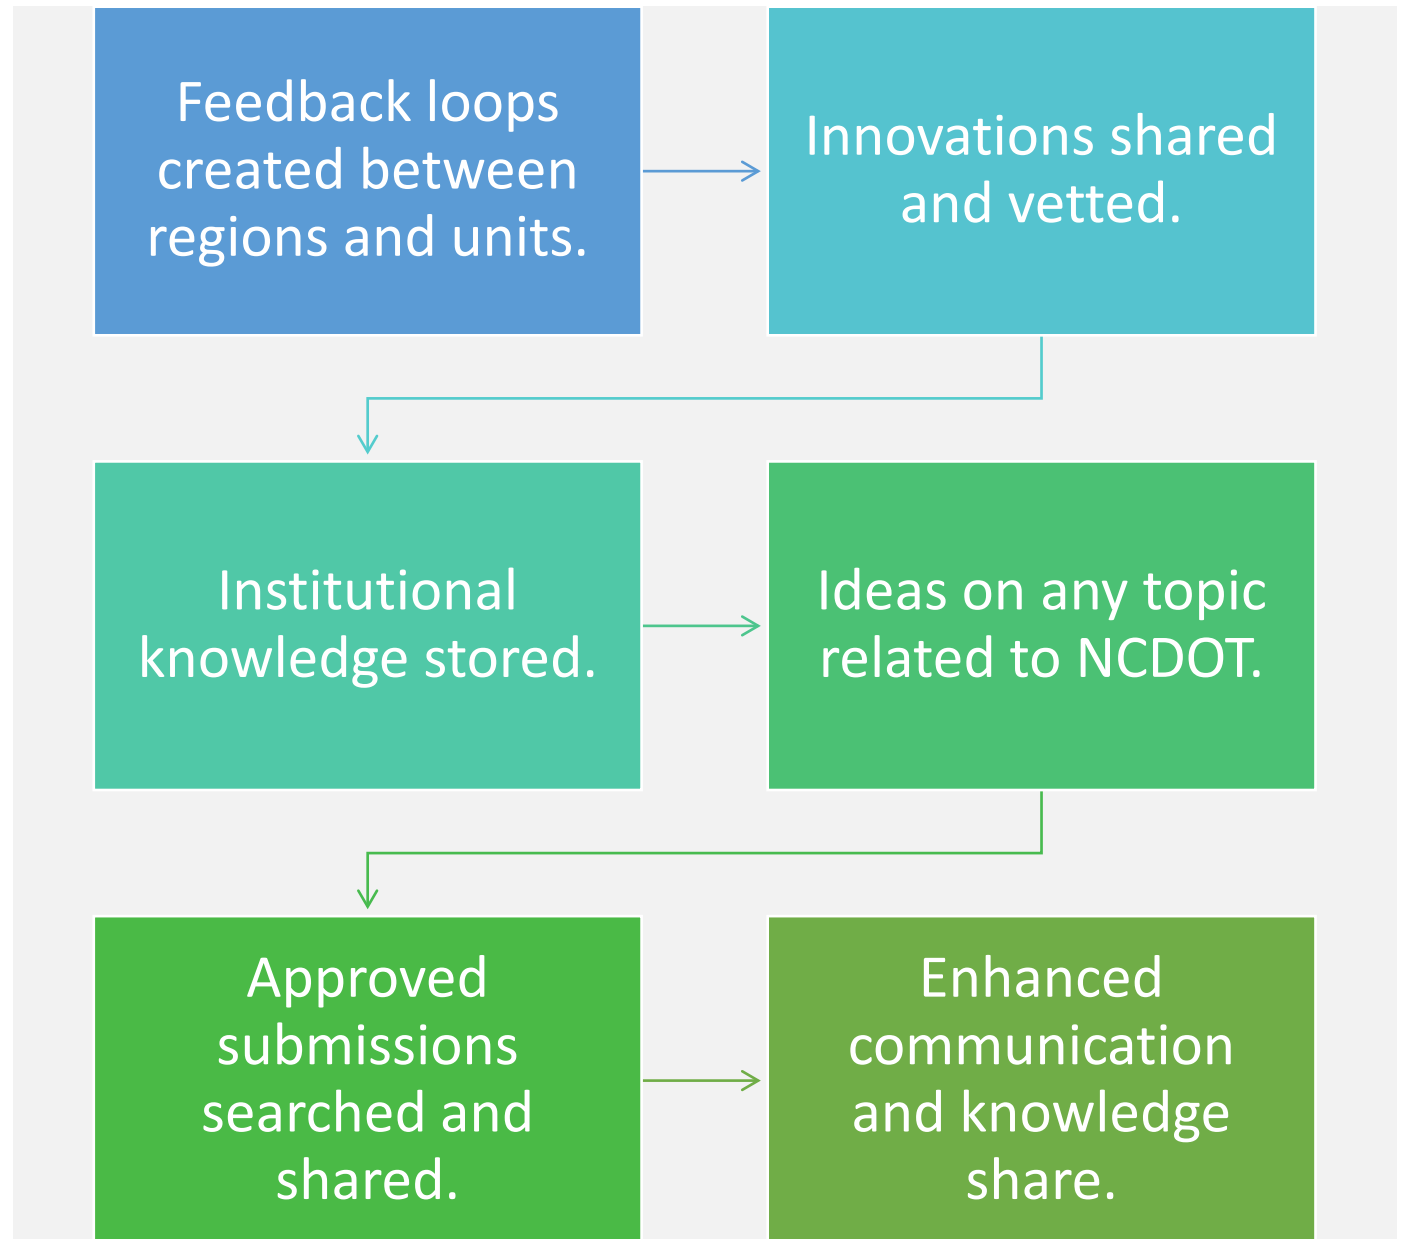 Feedback loops
created between
regions and units.
Innovations shared
and vetted.
Institutional
knowledge stored.
Ideas on any topic
related to NCDOT.
Approved
submissions
searched and
shared.
Enhanced
communication
and knowledge
share.